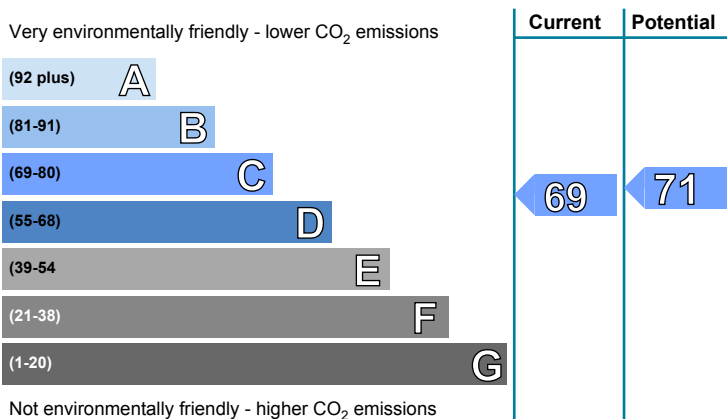 Very environmentally friendly - lower CO2 emissions
Current
Potential
(92 plus) A
(81-91) B
(69-80) C
69
71
(55-68) D
(39-54 E
(21-38) F
(1-20) G
Not environmentally friendly - higher CO2 emissions